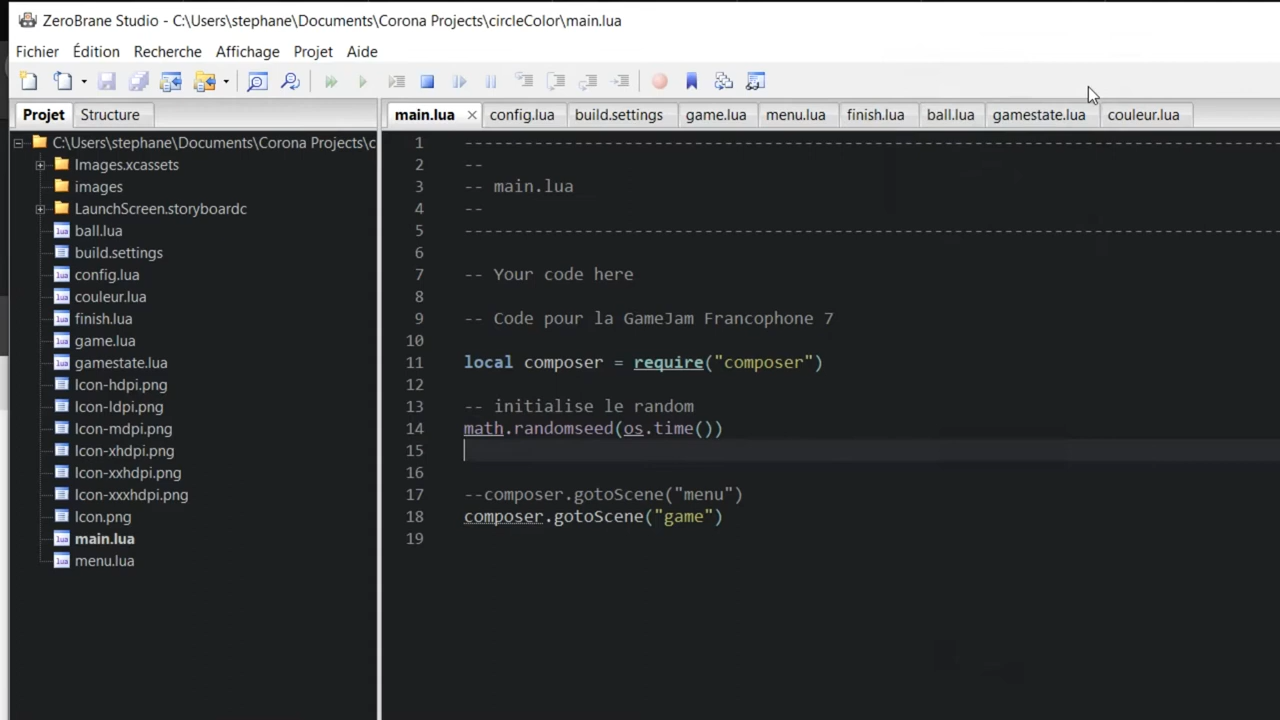 ZeroBrane Studio - C:\Users\stephane\Documents\Corona Projects\circleColor\main.lua
Fichier Édition Recherche Affichage Projet Aide
Projet Structure
main.lua config.lua build.settings game.lua menu.lua finish.lua ball.lua gamestate.lua couleur.lua
C:\Users\stephane\Documents\Corona Projects\c
Images.xcassets
images
LaunchScreen.storyboardc
ball.lua
build.settings
config.lua
couleur.lua
finish.lua
game.lua
gamestate.lua
Icon-hdpi.png
Icon-ldpi.png
Icon-mdpi.png
Icon-xhdpi.png
Icon-xxhdpi.png
Icon-xxxhdpi.png
Icon.png
main.lua
menu.lua
1 -----------------------------------------------------------------------------------------
2 --
3 -- main.lua
4 --
5 -----------------------------------------------------------------------------------------
6
7 -- Your code here
8
9 -- Code pour la GameJam Francophone 7
10
11 local composer = require("composer")
12
13 -- initialise le random
14 math.randomseed(os.time())
15
16
17 --composer.gotoScene("menu")
18 composer.gotoScene("game")
19